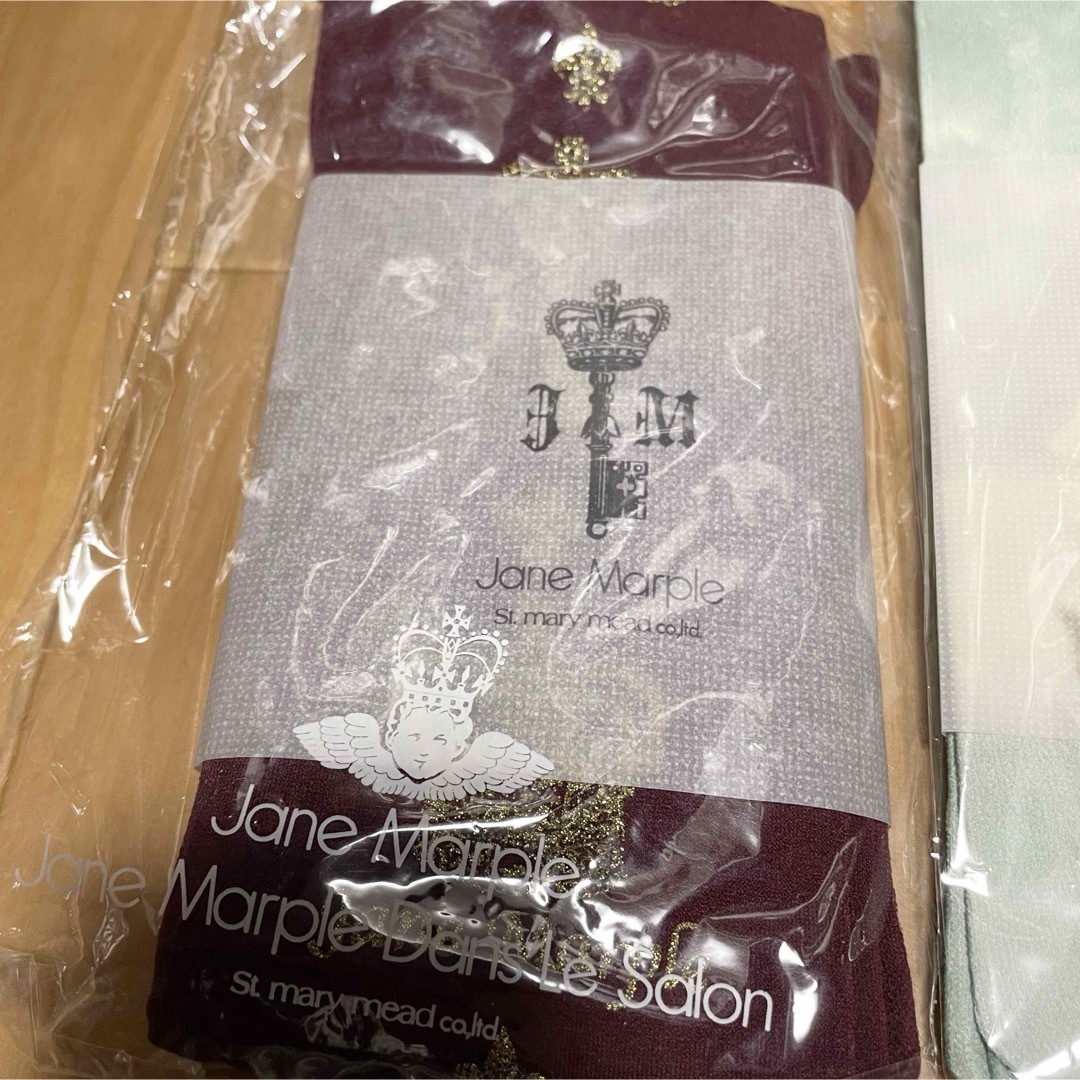 J M
Jane Marple
St. mary mead co.,ltd.
Jane Marple
Jane Marple Dans Le Salon
St. mary mead co.,ltd.